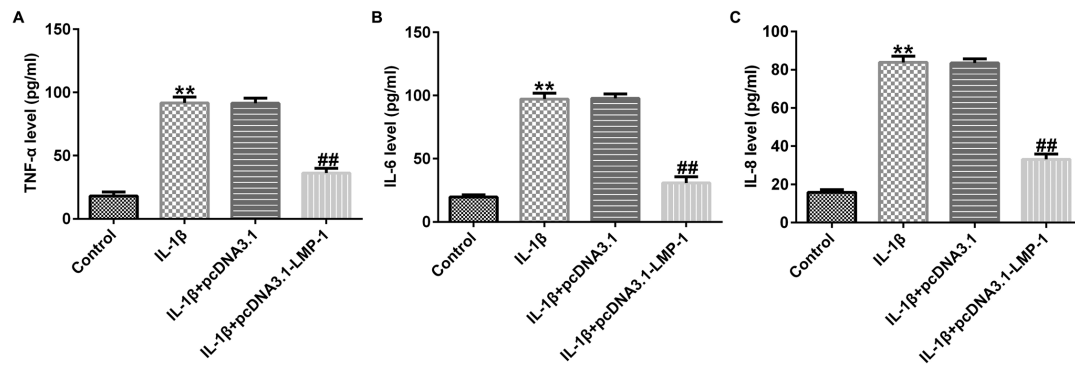 A
TNF-α level (pg/ml)
150
100
50
0
**
##
Control
IL-1β
IL-1β+pcDNA3.1
IL-1β+pcDNA3.1-LMP-1
B
IL-6 level (pg/ml)
150
100
50
0
**
##
Control
IL-1β
IL-1β+pcDNA3.1
IL-1β+pcDNA3.1-LMP-1
C
IL-8 level (pg/ml)
100
80
60
40
20
0
**
##
Control
IL-1β
IL-1β+pcDNA3.1
IL-1β+pcDNA3.1-LMP-1